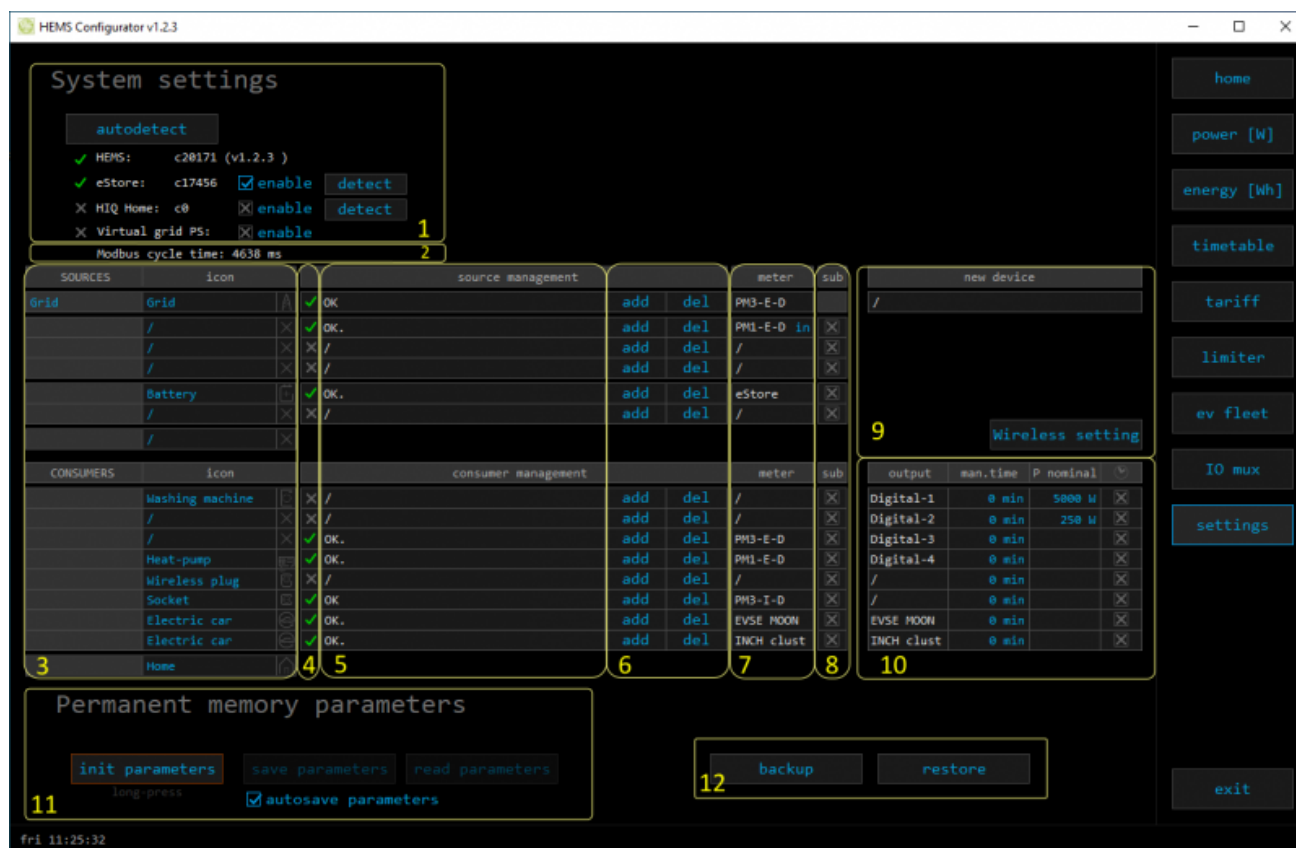 HEMS Configurator v1.2.3
System settings
home
autodetect
power [W]
HEMS: c20171 (v1.2.3 )
eStore: c17456 enable detect
energy [Wh]
HIQ Home: c0 enable detect
Virtual grid PS: enable 1
timetable
Modbus cycle time: 4638 ms 2
SOURCES icon source management meter sub new device
Grid Grid OK add del PM3-E-D /
tariff
/ OK. add del PM1-E-D in
/ / add del /
/ / add del /
limiter
Battery OK. add del eStore
/ / add del /
ev fleet
/ 9 Wireless setting
CONSUMERS icon consumer management meter sub output man.time P nominal
IO mux
Washing machine / add del / Digital-1 0 min 5000 W
/ / add del / Digital-2 0 min 250 W
settings
/ OK. add del PM3-E-D Digital-3 0 min
Heat-pump OK. add del PM1-E-D Digital-4 0 min
Wireless plug / add del / / 0 min
Socket OK add del PM3-I-D / 0 min
Electric car OK. add del EVSE MOON EVSE MOON 0 min
Electric car OK. add del INCH clust INCH clust 0 min
3 Home 4 5 6 7 8 10
Permanent memory parameters
init parameters save parameters read parameters
long-press
11 autosave parameters
12 backup restore
exit
fri 11:25:32